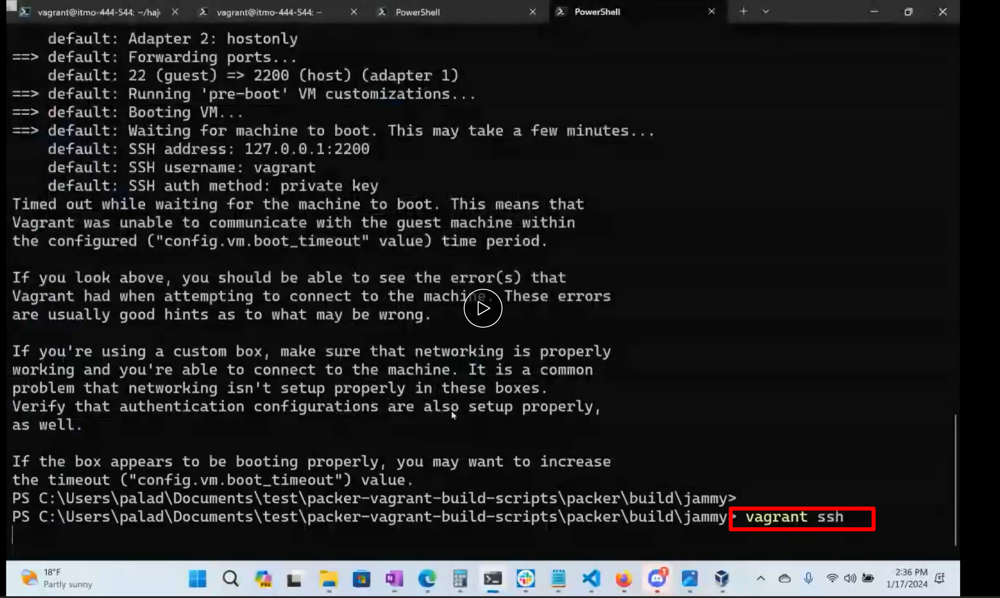 vagrant@itmo-444-544: ~/haji
vagrant@itmo-444-544: ~
PowerShell
PowerShell
default: Adapter 2: hostonly
==> default: Forwarding ports...
default: 22 (guest) => 2200 (host) (adapter 1)
==> default: Running 'pre-boot' VM customizations...
==> default: Booting VM...
==> default: Waiting for machine to boot. This may take a few minutes...
default: SSH address: 127.0.0.1:2200
default: SSH username: vagrant
default: SSH auth method: private key
Timed out while waiting for the machine to boot. This means that
Vagrant was unable to communicate with the guest machine within
the configured ("config.vm.boot_timeout" value) time period.
If you look above, you should be able to see the error(s) that
Vagrant had when attempting to connect to the machine. These errors
are usually good hints as to what may be wrong.
If you're using a custom box, make sure that networking is properly
working and you're able to connect to the machine. It is a common
problem that networking isn't setup properly in these boxes.
Verify that authentication configurations are also setup properly,
as well.
If the box appears to be booting properly, you may want to increase
the timeout ("config.vm.boot_timeout") value.
PS C:\Users\palad\Documents\test\packer-vagrant-build-scripts\packer\build\jammy>
PS C:\Users\palad\Documents\test\packer-vagrant-build-scripts\packer\build\jammy> vagrant ssh
18°F
Partly sunny
2:36 PM
1/17/2024